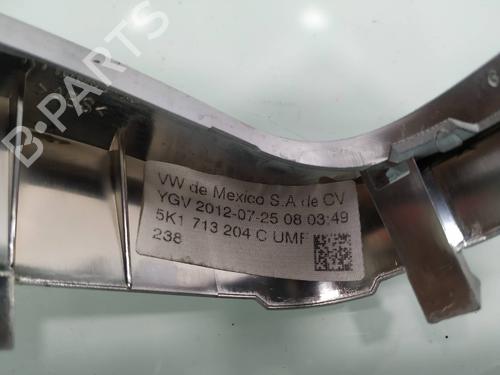 B-PARTS
VW de Mexico S.A de CV
YGV 2012-07-25 08 03:49
5K1 713 204 C UMF
238